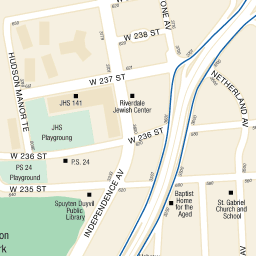 ONE AV
W 238 ST
HUDSON MANOR TE
NETHERLAND AV
W 237 ST
JHS 141
Riverdale
Jewish Center
JHS
Playground
W 236 ST
W 236 ST
P.S. 24
PS 24
Playground
W 235 ST
INDEPENDENCE AV
Spuyten Duyvil
Public
Library
Baptist
Home for
the Aged
St. Gabriel
Church and
School
on
rk